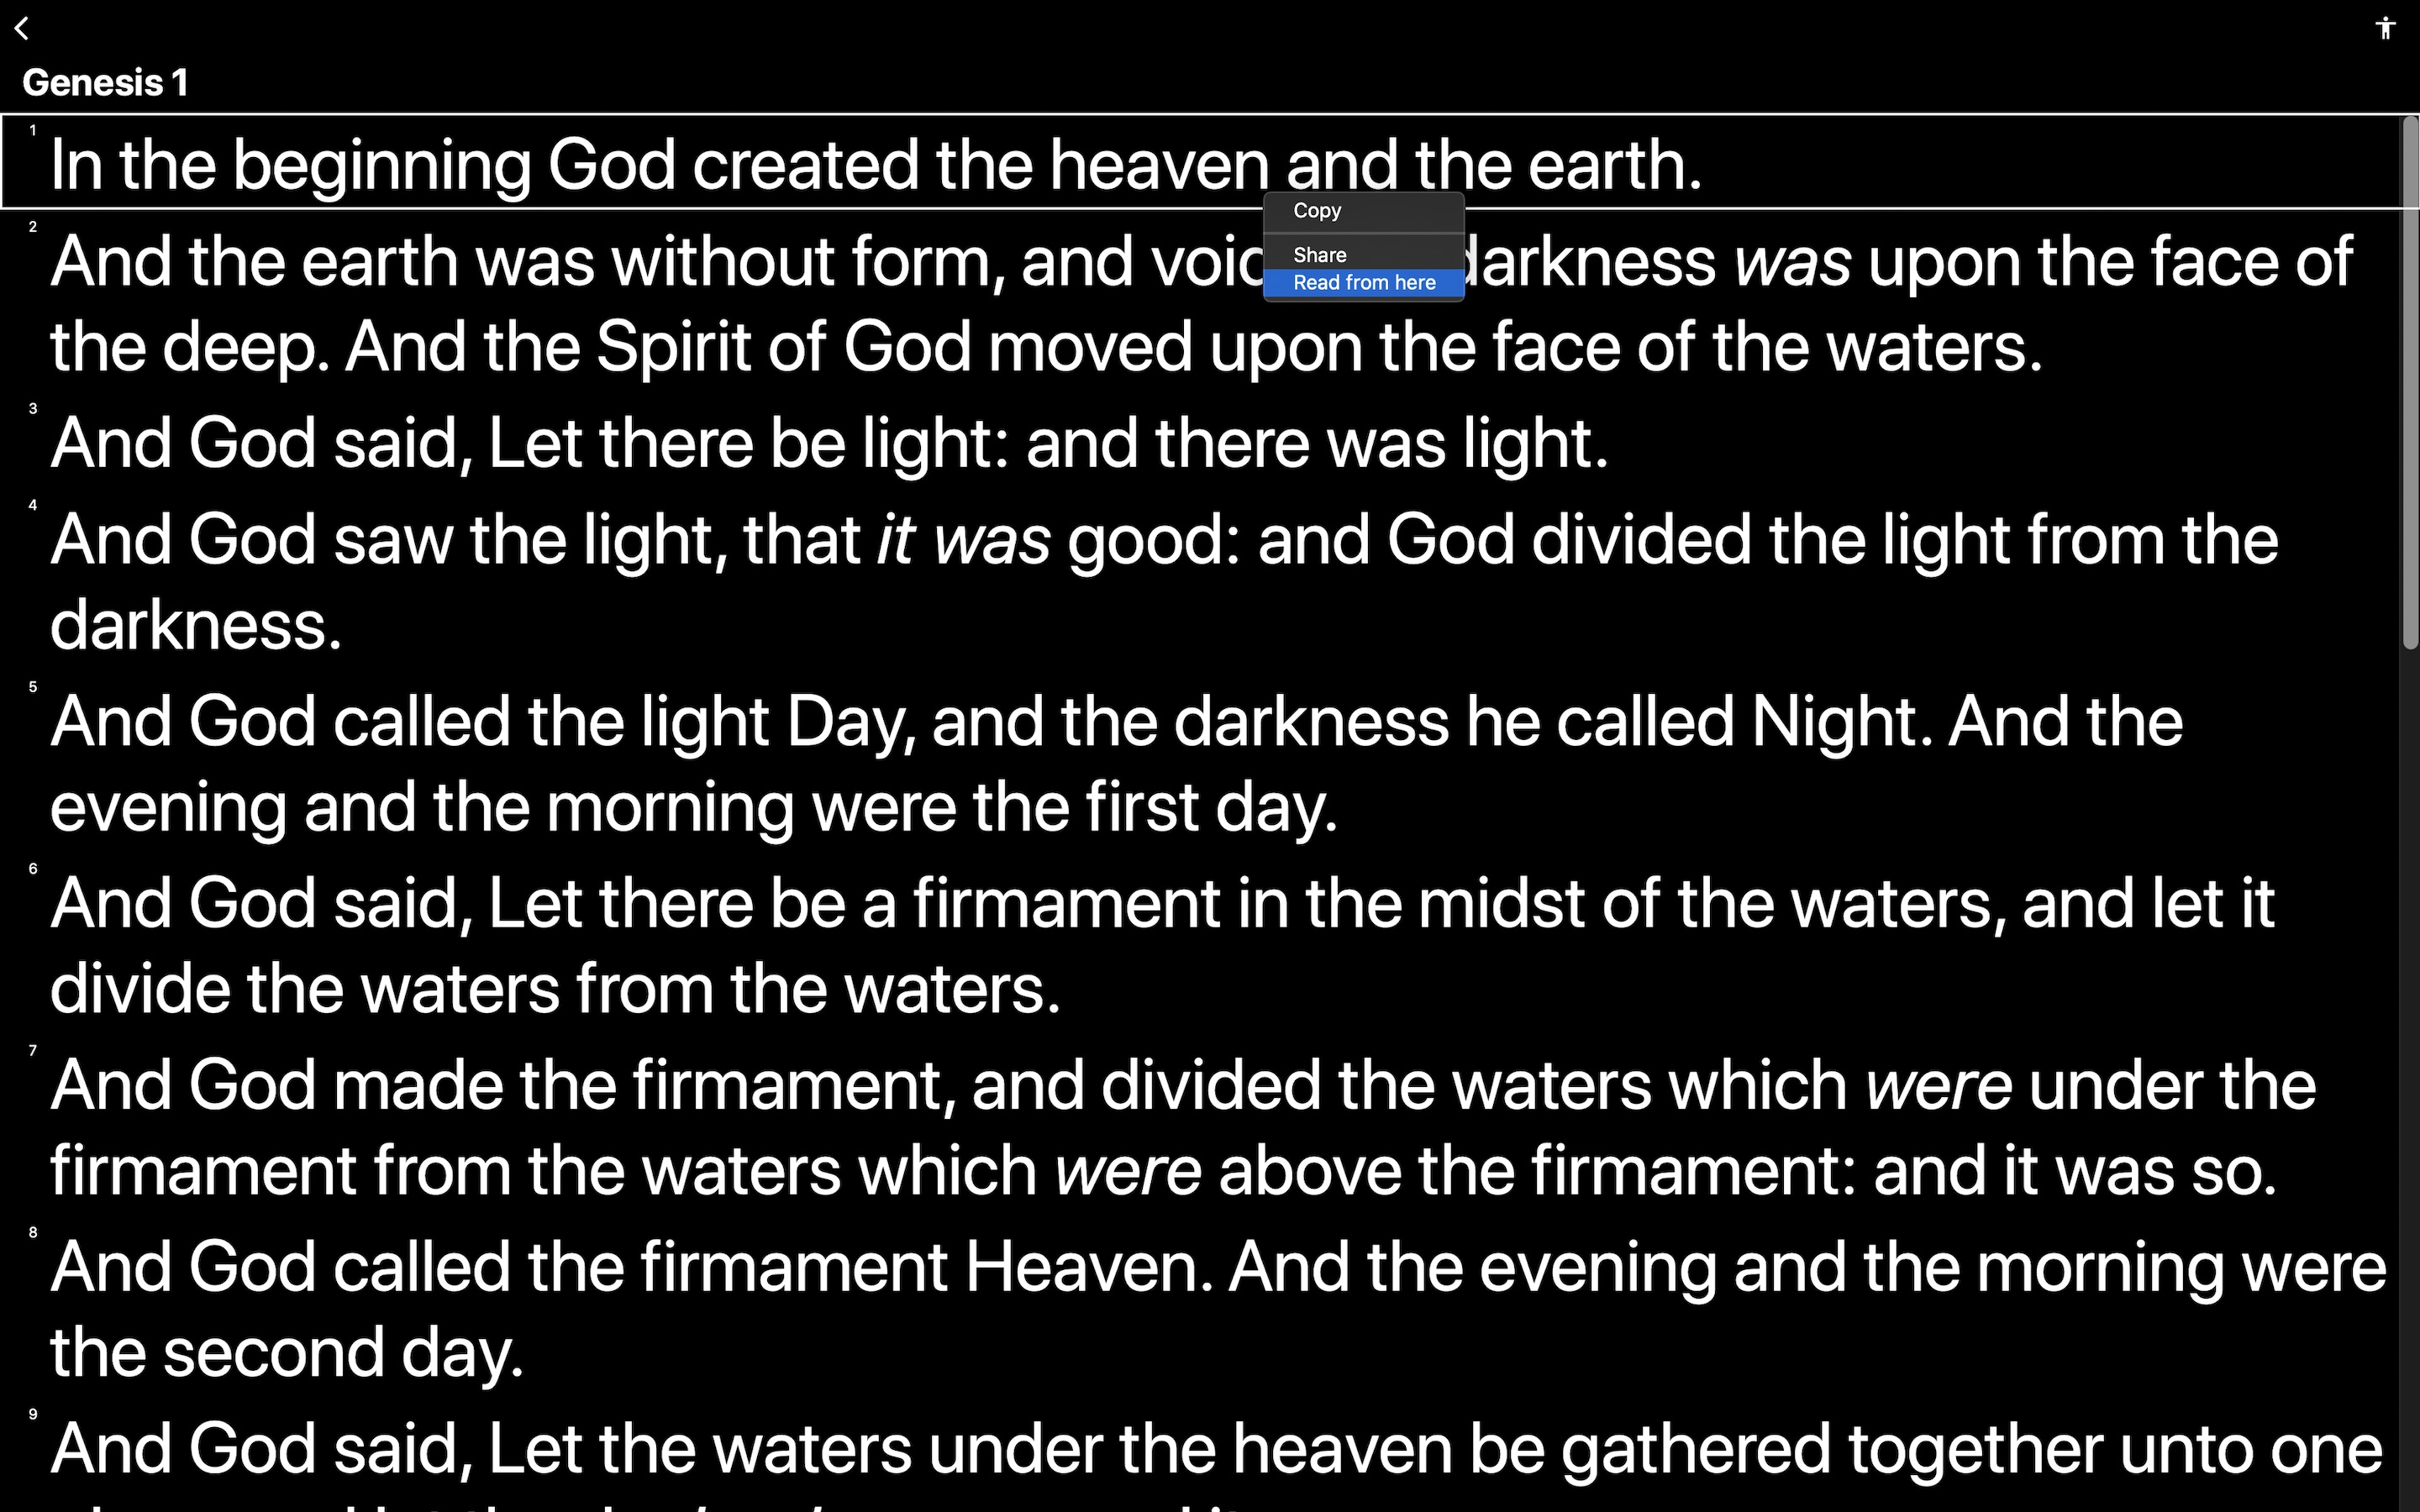 Genesis 1
1
In the beginning God created the heaven and the earth.
Copy
Share
Read from here
2
And the earth was without form, and void darkness was upon the face of
the deep. And the Spirit of God moved upon the face of the waters.
3
And God said, Let there be light: and there was light.
4
And God saw the light, that it was good: and God divided the light from the
darkness.
5
And God called the light Day, and the darkness he called Night. And the
evening and the morning were the first day.
6
And God said, Let there be a firmament in the midst of the waters, and let it
divide the waters from the waters.
7
And God made the firmament, and divided the waters which were under the
firmament from the waters which were above the firmament: and it was so.
8
And God called the firmament Heaven. And the evening and the morning were
the second day.
9
And God said, Let the waters under the heaven be gathered together unto one